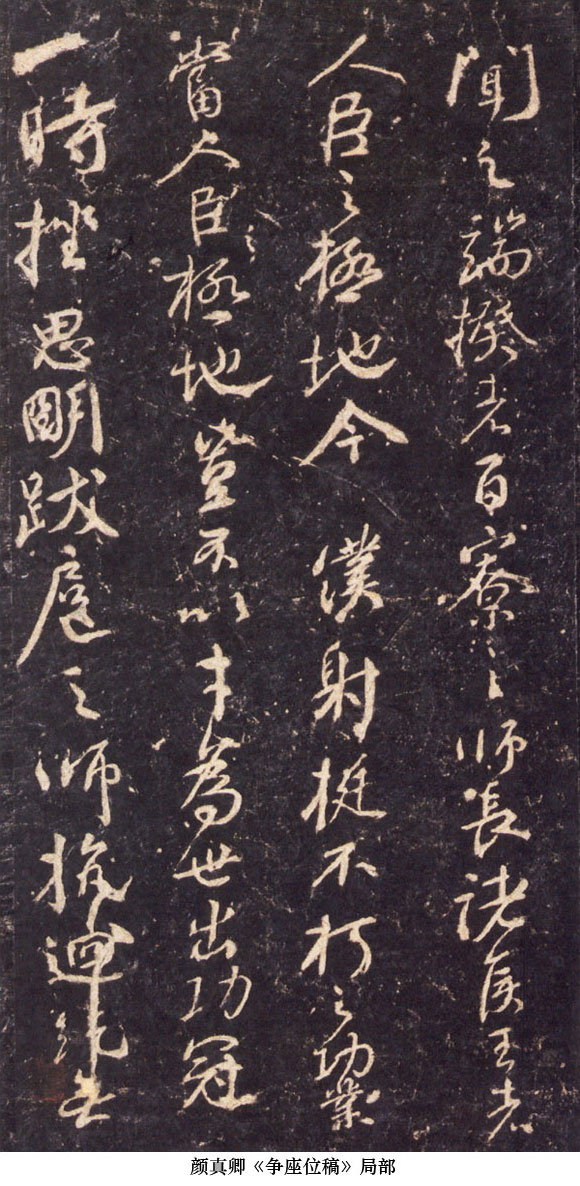 聞之端揆者百寮之师長諸侯王者
人臣之極地今 僕射挺不朽之功業
當人臣之極地豈不以才為世出功冠
一時挫思明跋扈之师抗迴紇無
颜真卿《争座位稿》局部